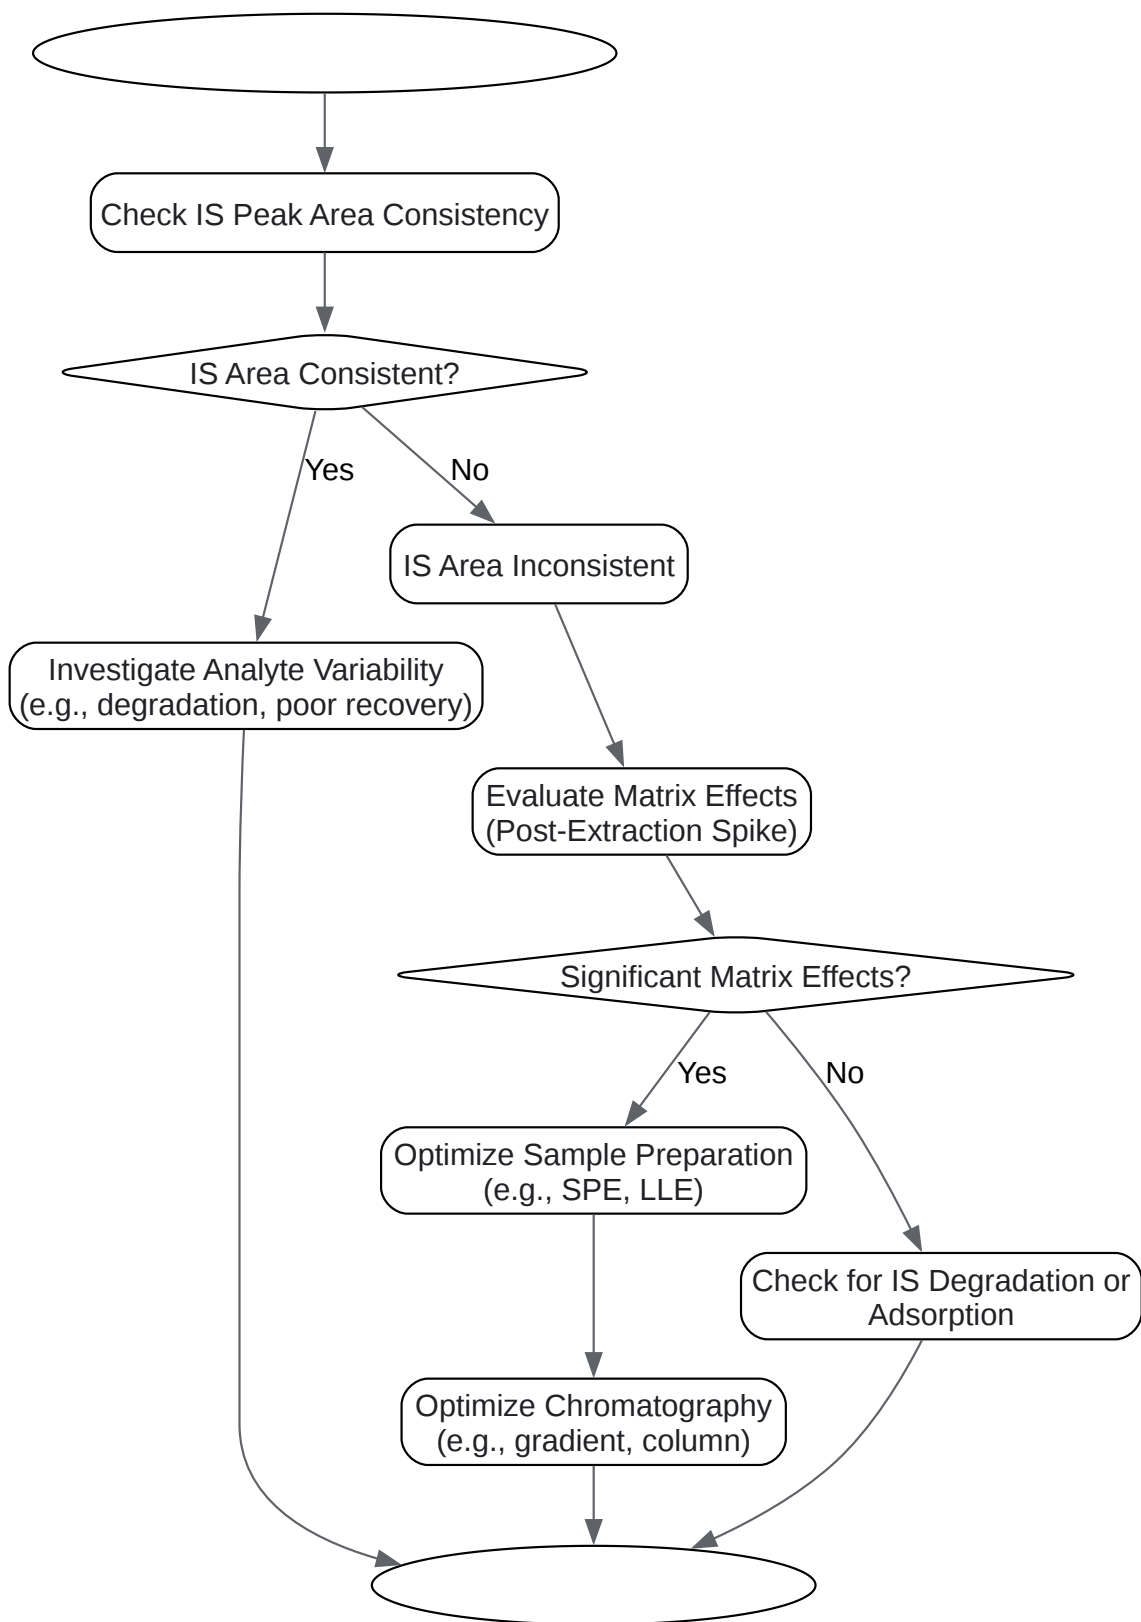 Check IS Peak Area Consistency
IS Area Consistent?
Yes
No
IS Area Inconsistent
Investigate Analyte Variability
(e.g., degradation, poor recovery)
Evaluate Matrix Effects
(Post-Extraction Spike)
Significant Matrix Effects?
Yes
No
Optimize Sample Preparation
(e.g., SPE, LLE)
Check for IS Degradation or
Adsorption
Optimize Chromatography
(e.g., gradient, column)